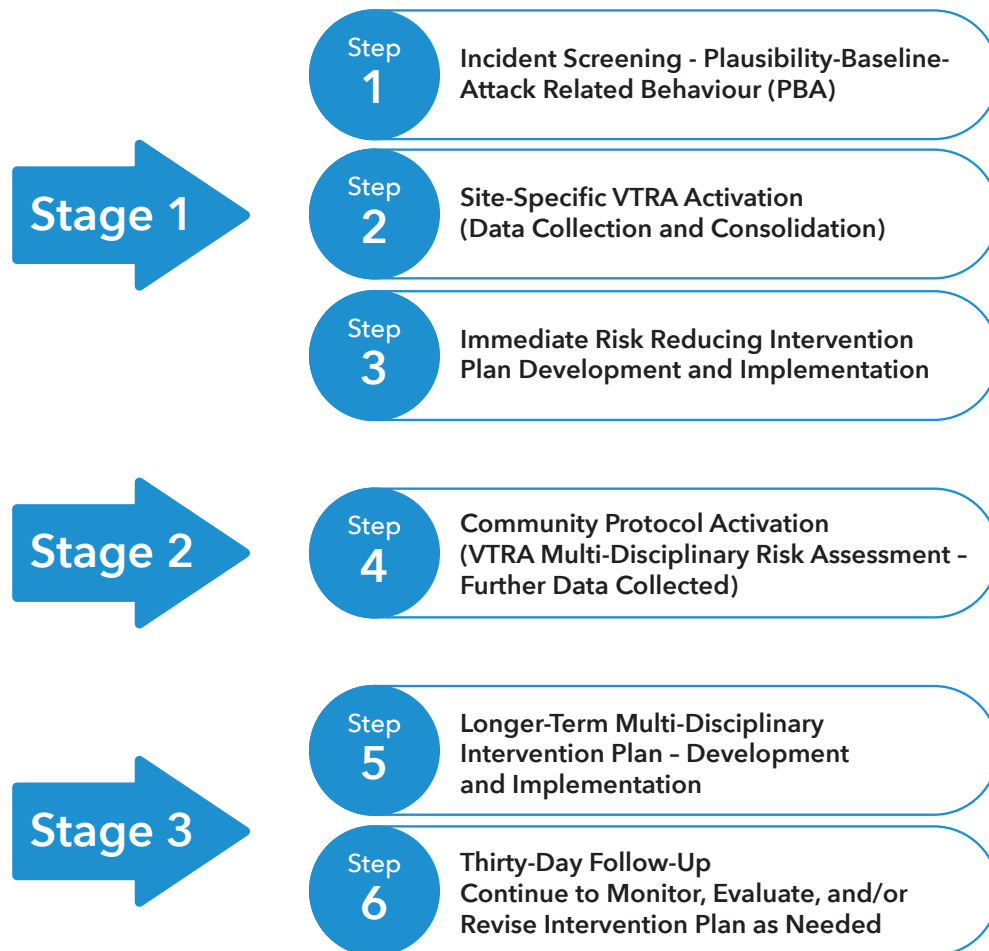 Stage 1
Step
1
Incident Screening - Plausibility-Baseline-
Attack Related Behaviour (PBA)
Step
2
Site-Specific VTRA Activation
(Data Collection and Consolidation)
Step
3
Immediate Risk Reducing Intervention
Plan Development and Implementation
Stage 2
Step
4
Community Protocol Activation
(VTRA Multi-Disciplinary Risk Assessment –
Further Data Collected)
Stage 3
Step
5
Longer-Term Multi-Disciplinary
Intervention Plan – Development
and Implementation
Step
6
Thirty-Day Follow-Up
Continue to Monitor, Evaluate, and/or
Revise Intervention Plan as Needed